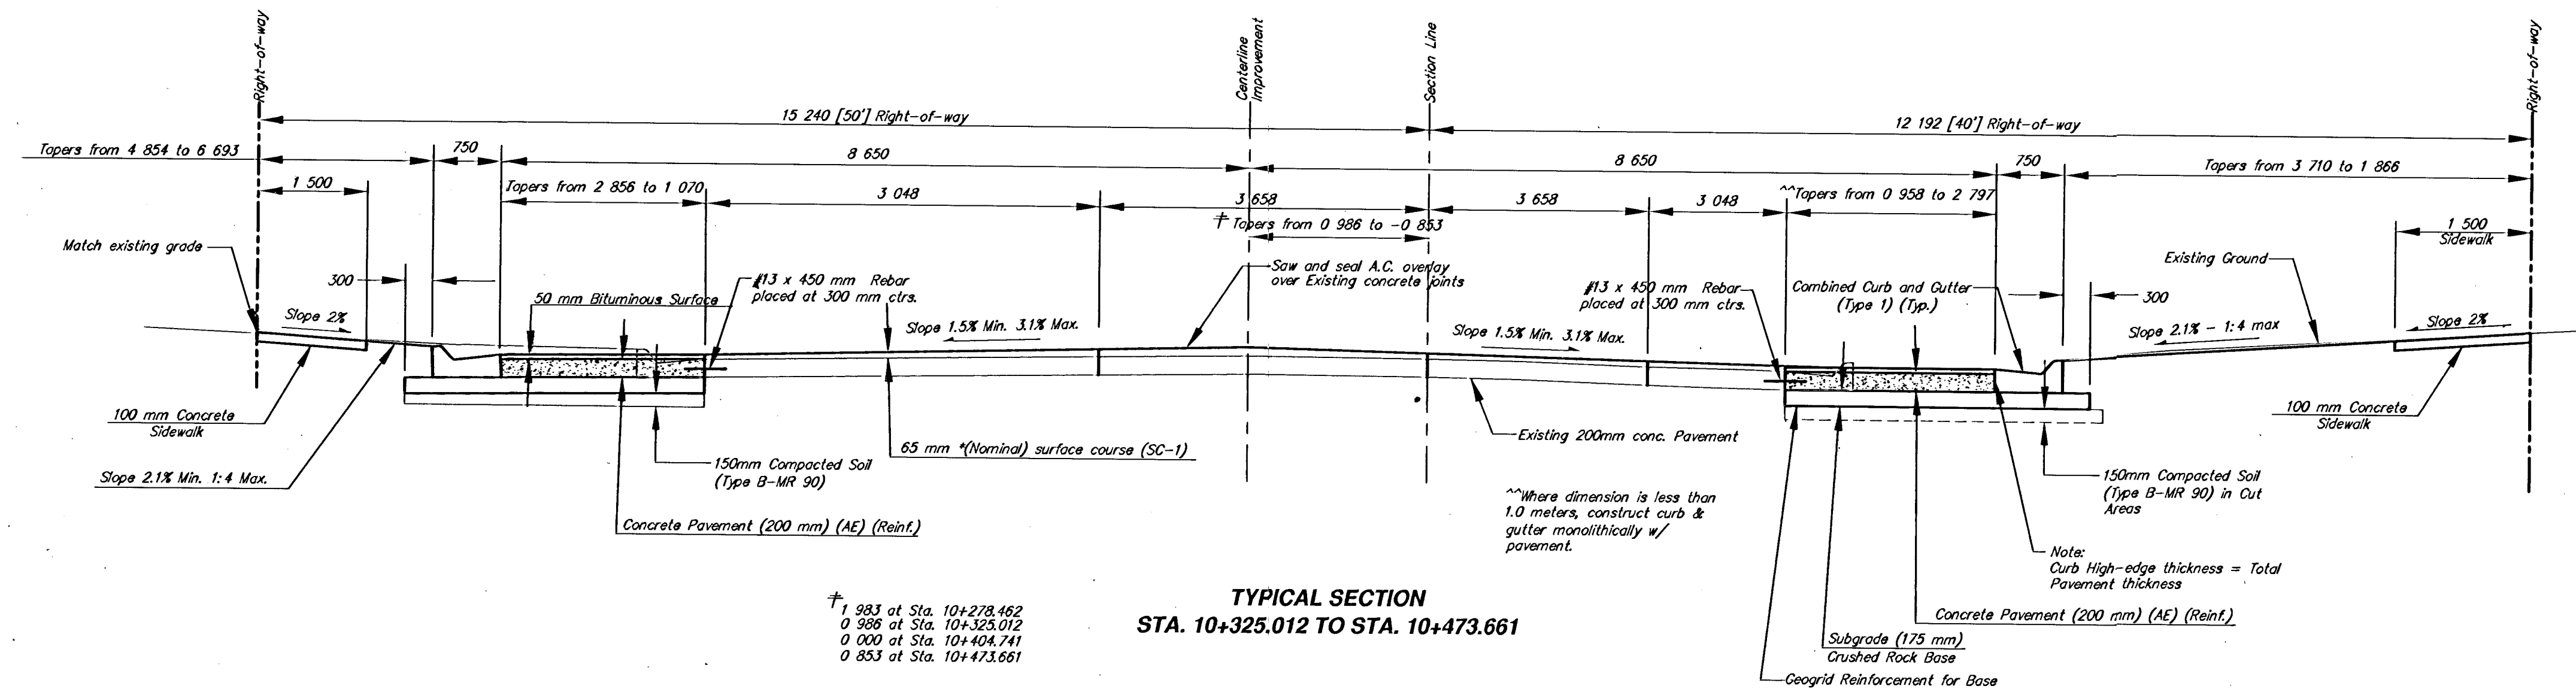 Right-of-way
Centerline
Improvement
Section Line
Right-of-way
15 240 [50'] Right-of-way
12 192 [40'] Right-of-way
Tapers from 4 854 to 6 693
750
8 650
8 650
750
Tapers from 3 710 to 1 866
1 500
Tapers from 2 856 to 1 070
3 048
3 658
3 658
3 048
^^Tapers from 0 958 to 2 797
‡ Tapers from 0 986 to -0 853
1 500
Sidewalk
Match existing grade
300
50 mm Bituminous Surface
#13 x 450 mm Rebar
placed at 300 mm ctrs.
Saw and seal A.C. overlay
over Existing concrete joints
#13 x 450 mm Rebar
placed at 300 mm ctrs.
Combined Curb and Gutter
(Type 1) (Typ.)
Existing Ground
300
Slope 2%
Slope 1.5% Min. 3.1% Max.
Slope 1.5% Min. 3.1% Max.
Slope 2.1% - 1:4 max
Slope 2%
100 mm Concrete
Sidewalk
Slope 2.1% Min. 1:4 Max.
150mm Compacted Soil
(Type B-MR 90)
65 mm *(Nominal) surface course (SC-1)
Concrete Pavement (200 mm) (AE) (Reinf.)
Existing 200mm conc. Pavement
100 mm Concrete
Sidewalk
150mm Compacted Soil
(Type B-MR 90) in Cut
Areas
^^Where dimension is less than
1.0 meters, construct curb &
gutter monolithically w/
pavement.
Note:
Curb High-edge thickness = Total
Pavement thickness
Concrete Pavement (200 mm) (AE) (Reinf.)
Subgrade (175 mm)
Crushed Rock Base
Geogrid Reinforcement for Base
‡
1 983 at Sta. 10+278.462
0 986 at Sta. 10+325.012
0 000 at Sta. 10+404.741
0 853 at Sta. 10+473.661
TYPICAL SECTION
STA. 10+325.012 TO STA. 10+473.661